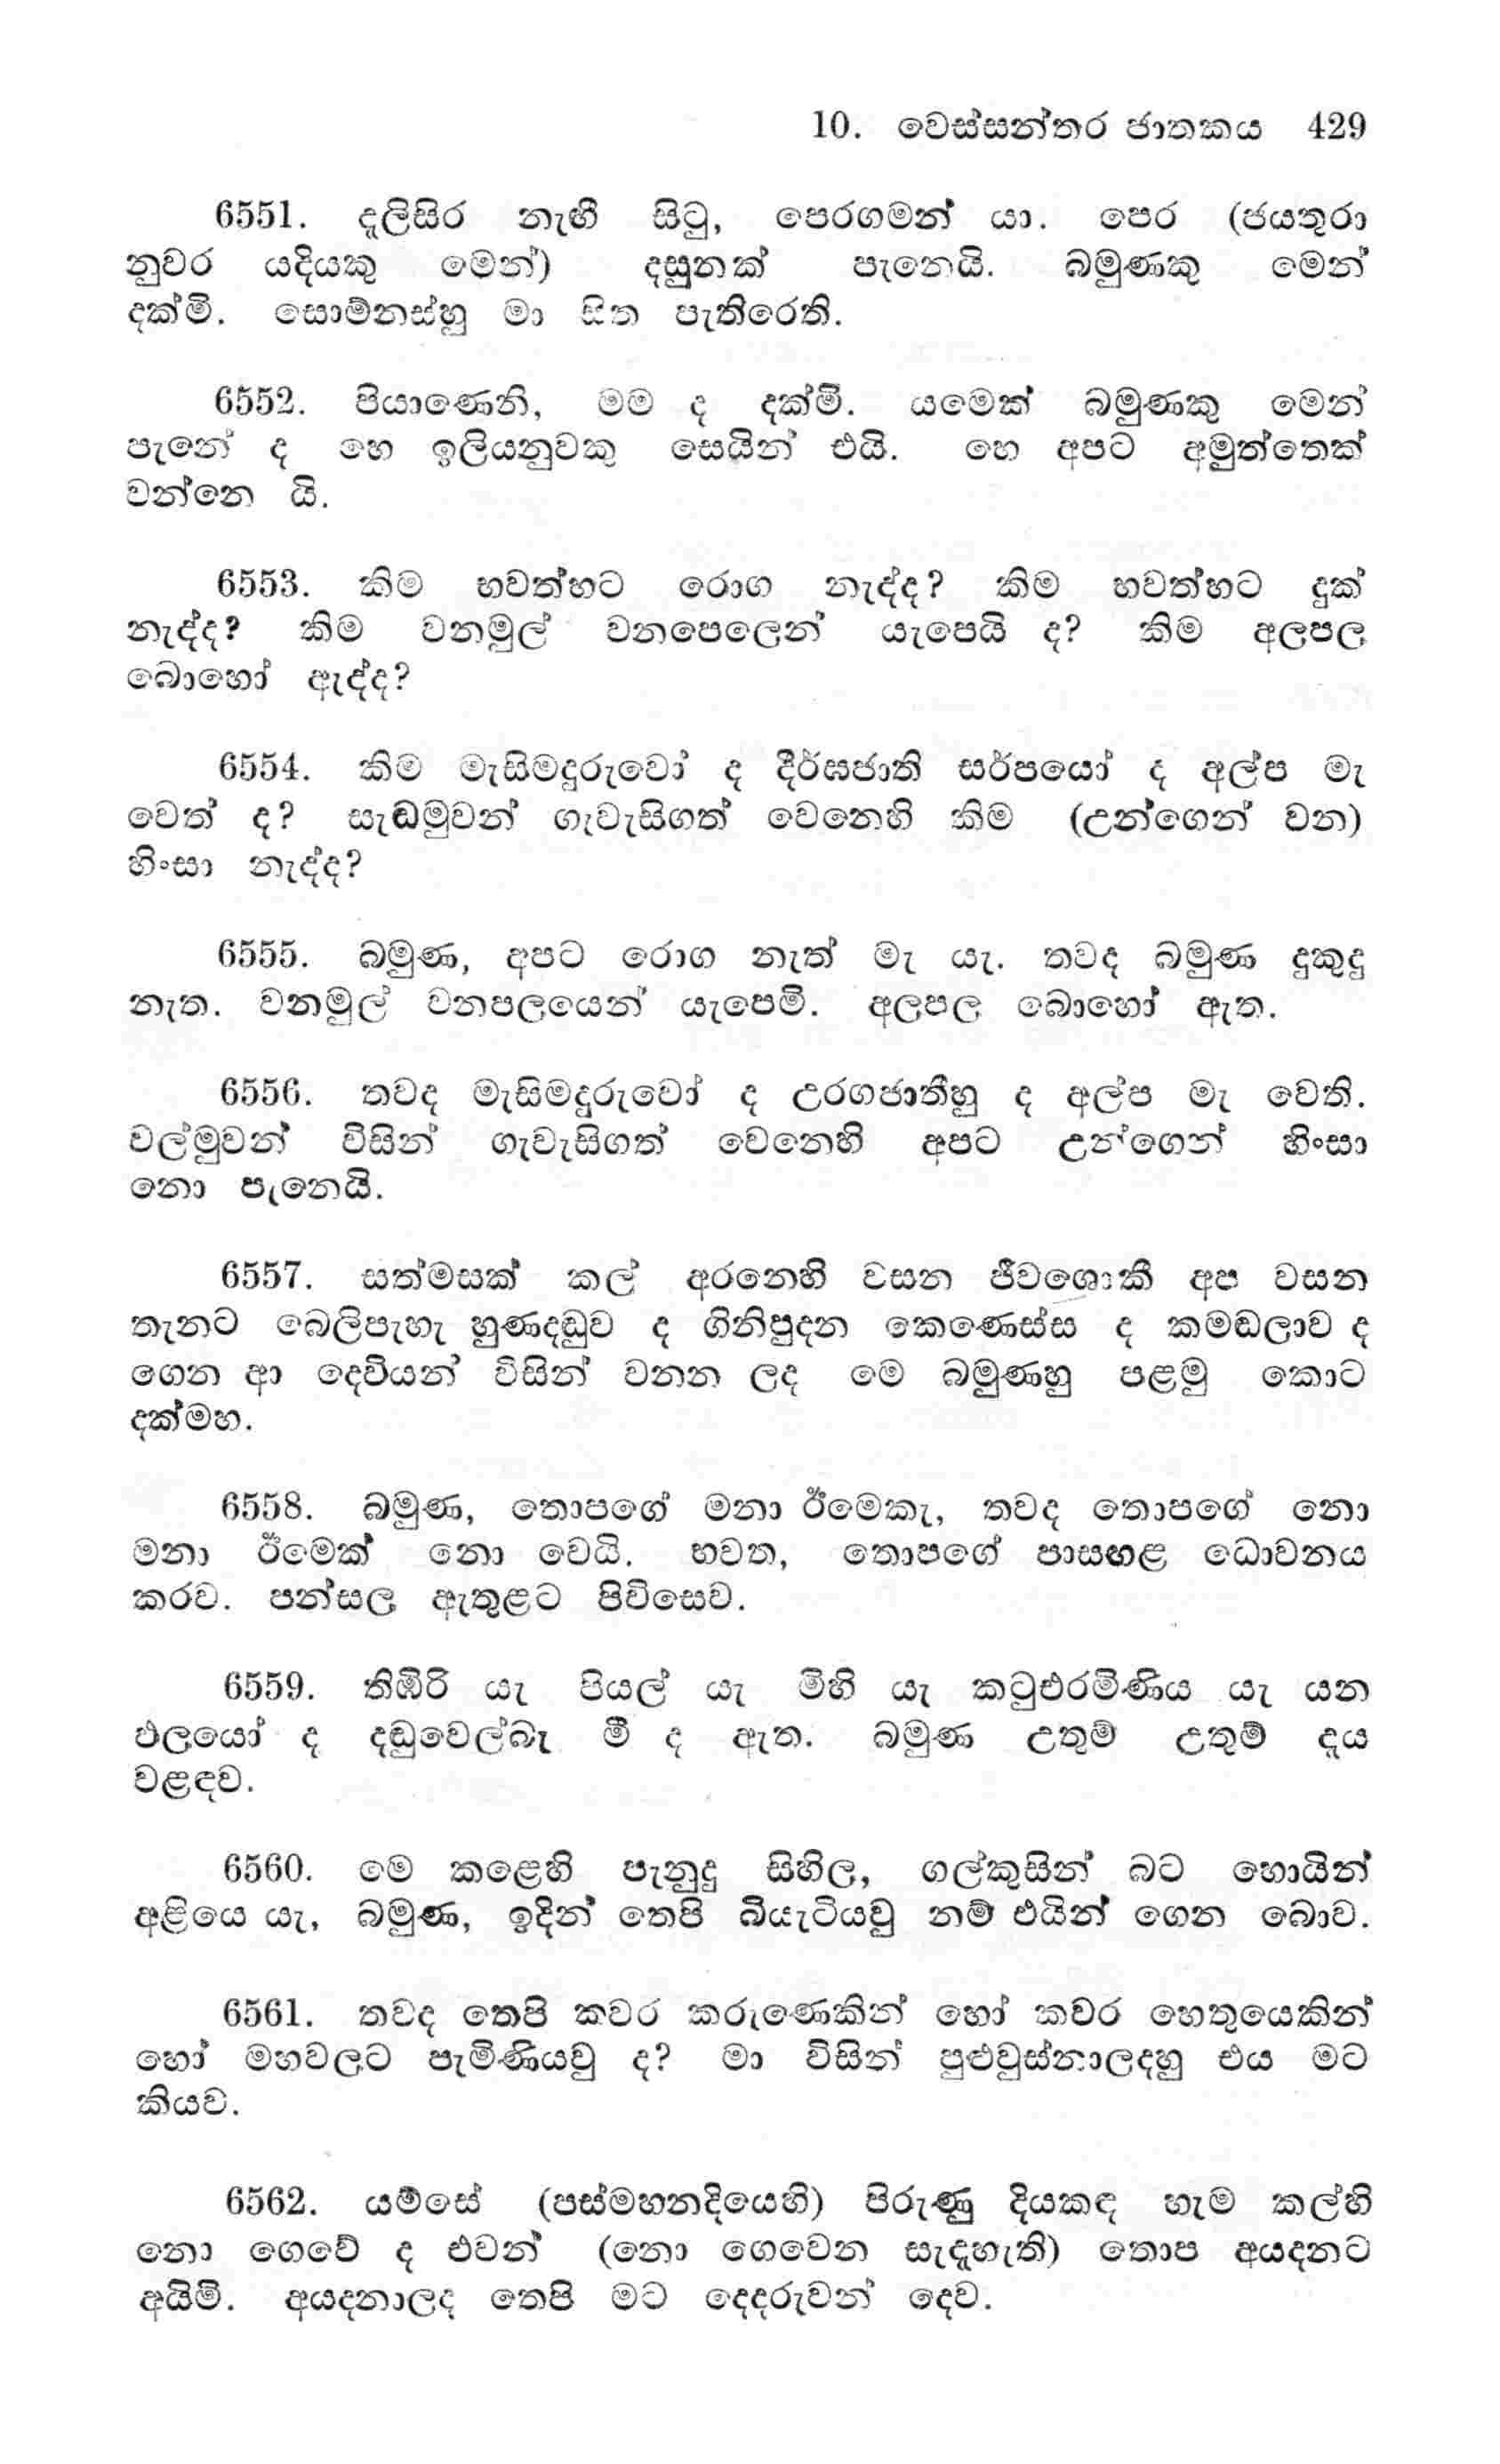 10. වෙස්සන්තර ජාතකය 429
6551. දැලිසිර නැඟී සිටු, පෙරගමන් යා. පෙර (ජයතුරා
නුවර යදියකු මෙන්) දසුනක් පැනෙයි. බමුණකු මෙන්
දක්මි. සොම්නස්හු මා සිත පැතිරෙති.
6552. පියාණෙනි, මම ද දක්මි. යමෙක් බමුණකු මෙන්
පැනේ ද හෙ ඉලියනුවකු සෙයින් එයි. හෙ අපට අමුත්තෙක්
වන්නෙ යි.
6553. කිම භවත්හට රොග නැද්ද? කිම භවත්හට දුක්
නැද්ද? කිම වනමුල් වනපෙලෙන් යැපෙයි ද? කිම අලපල
බොහෝ ඇද්ද?
6554. කිම මැසිමදුරුවෝ ද දීර්ඝජාති සර්පයෝ ද අල්ප මැ
වෙත් ද? සැඬමුවන් ගැවැසිගත් වෙනෙහි කිම (උන්ගෙන් වන)
හිංසා නැද්ද?
6555. බමුණ, අපට රොග නැත් මැ යැ. තවද බමුණ දුකුදු
නැත. වනමුල් වනපලයෙන් යැපෙමි. අලපල බොහෝ ඇත.
6556. තවද මැසිමදුරුවෝ ද උරගජාතීහු ද අල්ප මැ වෙති.
වල්මුවන් විසින් ගැවැසිගත් වෙනෙහි අපට උන්ගෙන් හිංසා
නො පැනෙයි.
6557. සත්මසක් කල් අරනෙහි වසන ජීවශොකී අප වසන
තැනට බෙලිපැහැ හුණදඬුව ද ගිනිපුදන කෙණෙස්ස ද කමඬලාව ද
ගෙන ආ දෙවියන් විසින් වනන ලද මෙ බමුණහු පළමු කොට
දක්මහ.
6558. බමුණ, තොපගේ මනා ඊමෙකැ, තවද තොපගේ නො
මනා ඊමෙක් නො වෙයි. භවත, තොපගේ පාසඟළ ධොවනය
කරව. පන්සල ඇතුළට පිවිසෙව.
6559. තිඹිරි යැ පියල් යැ මිහි යැ කටුඑරමිණිය යැ යන
ඵලයෝ ද දඬුවෙල්බැ මී ද ඇත. බමුණ උතුම් උතුම් දැය
වළඳව.
6560. මෙ කළෙහි පැනුදු සිහිල, ගල්කුසින් බට හොයින්
අළියෙ යැ, බමුණ, ඉදින් තෙපි බියැටියවු නම් එයින් ගෙන බොව.
6561. තවද තෙපි කවර කරුණෙකින් හෝ කවර හෙතුයෙකින්
හෝ මහවලට පැමිණියවු ද? මා විසින් පුළුවුස්නාලදහු එය මට
කියව.
6562. යම්සේ (පස්මහනදියෙහි) පිරුණු දියකඳ හැම කල්හි
නො ගෙවේ ද එවන් (නො ගෙවෙන සැදැහැති) තොප අයදනට
අයිමි. අයදනාලද තෙපි මට දෙදරුවන් දෙව.